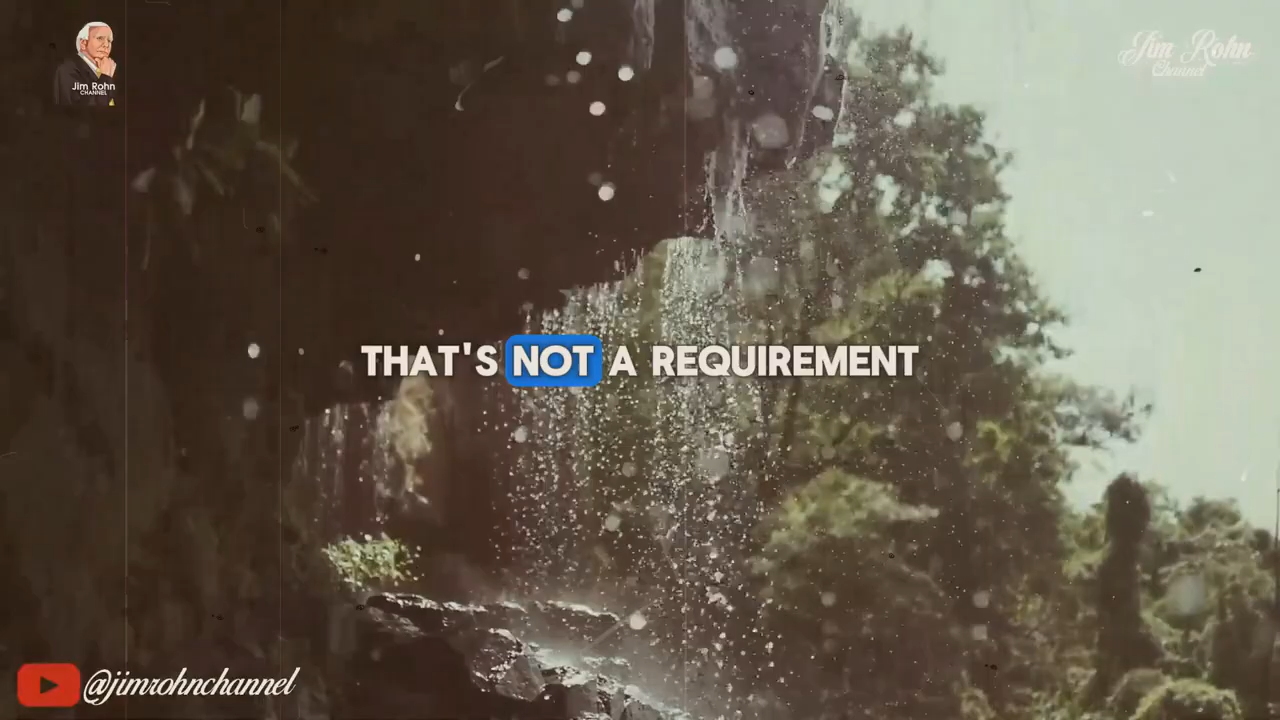 Jim Rohn
CHANNEL
Jim Rohn
Channel
THAT'S NOT A REQUIREMENT
@jimrohnchannel